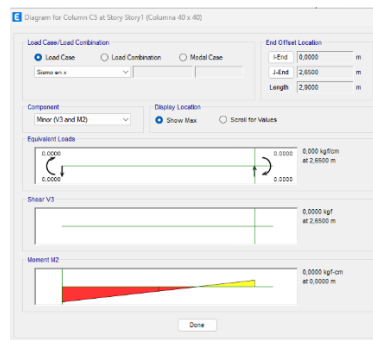 E Diagram for Column C5 at Story Story1 (Columna 40 x 40)
Load Case/Load Combination
Load Case Load Combination Modal Case
Sismo en x
End Offset Location
I-End 0,0000 m
J-End 2,6500 m
Length 2,9000 m
Component
Minor (V3 and M2)
Display Location
Show Max Scroll for Values
Equivalent Loads
0.0000 0.0000
0.0000 0.0000
0,000 kgf/cm
at 2,6500 m
Shear V3
0,0000 kgf
at 2,6500 m
Moment M2
0,0000 kgf-cm
at 0,0000 m
Done